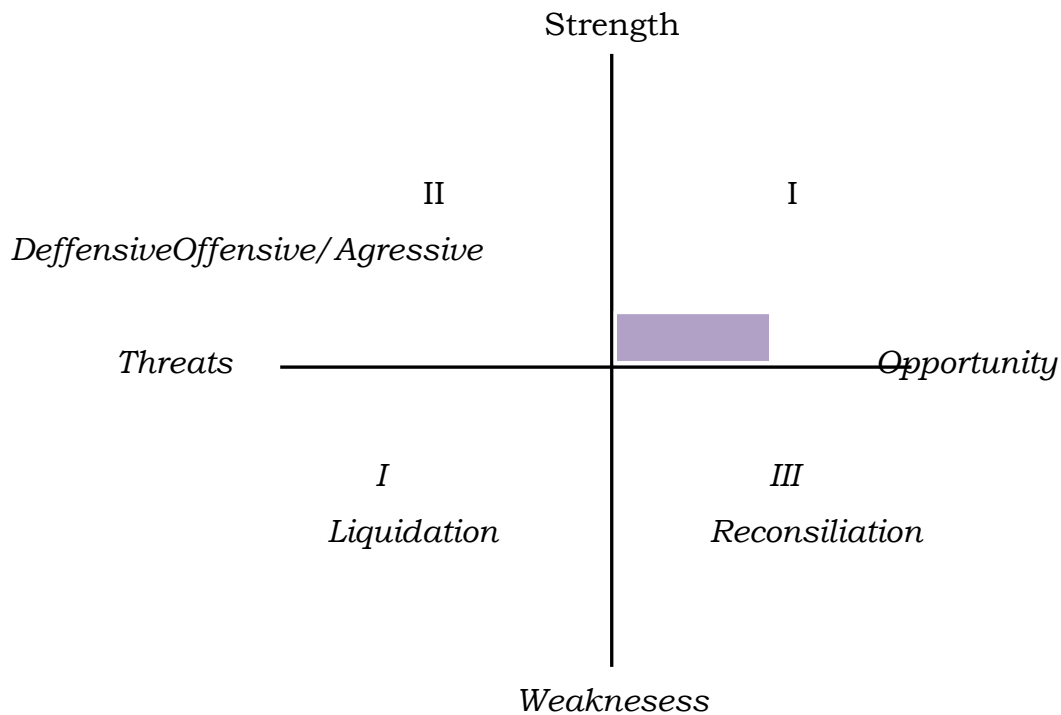 Strength
II I
DeffensiveOffensive/Agressive
Threats Opportunity
I III
Liquidation Reconsiliation
Weaknesess